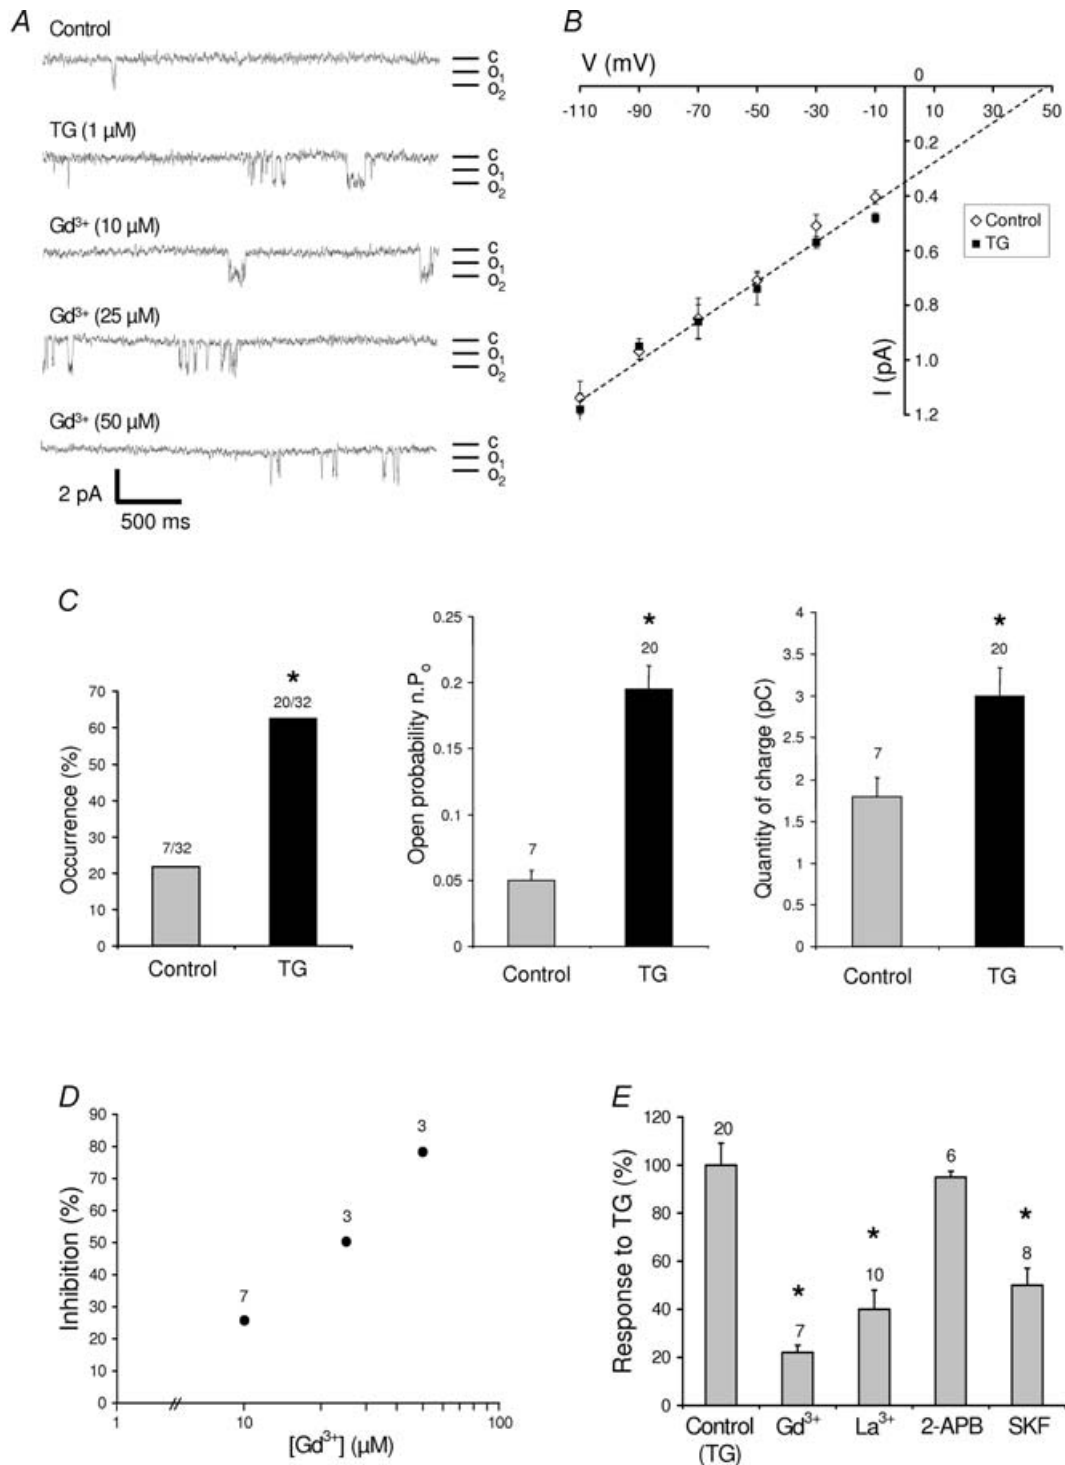 A
Control
c
o₁
o₂
TG (1 µM)
c
o₁
o₂
Gd³⁺ (10 µM)
c
o₁
o₂
Gd³⁺ (25 µM)
c
o₁
o₂
Gd³⁺ (50 µM)
c
o₁
o₂
2 pA
500 ms
B
V (mV)
0
-110 -90 -70 -50 -30 -10 10 30 50
0.2
0.4
0.6
0.8
1.0
1.2
I (pA)
Control
TG
C
Occurrence (%)
70
60
50
40
30
20
10
0
7/32
*
20/32
Control TG
Open probability n.Pₒ
0.25
0.2
0.15
0.1
0.05
0
7
*
20
Control TG
Quantity of charge (pC)
4
3.5
3
2.5
2
1.5
1
0.5
0
7
*
20
Control TG
D
Inhibition (%)
90
80
70
60
50
40
30
20
10
0
7
3
3
1 10 100
[Gd³⁺] (µM)
E
Response to TG (%)
120
100
80
60
40
20
0
20
*
7
*
10
6
*
8
Control (TG) Gd³⁺ La³⁺ 2-APB SKF